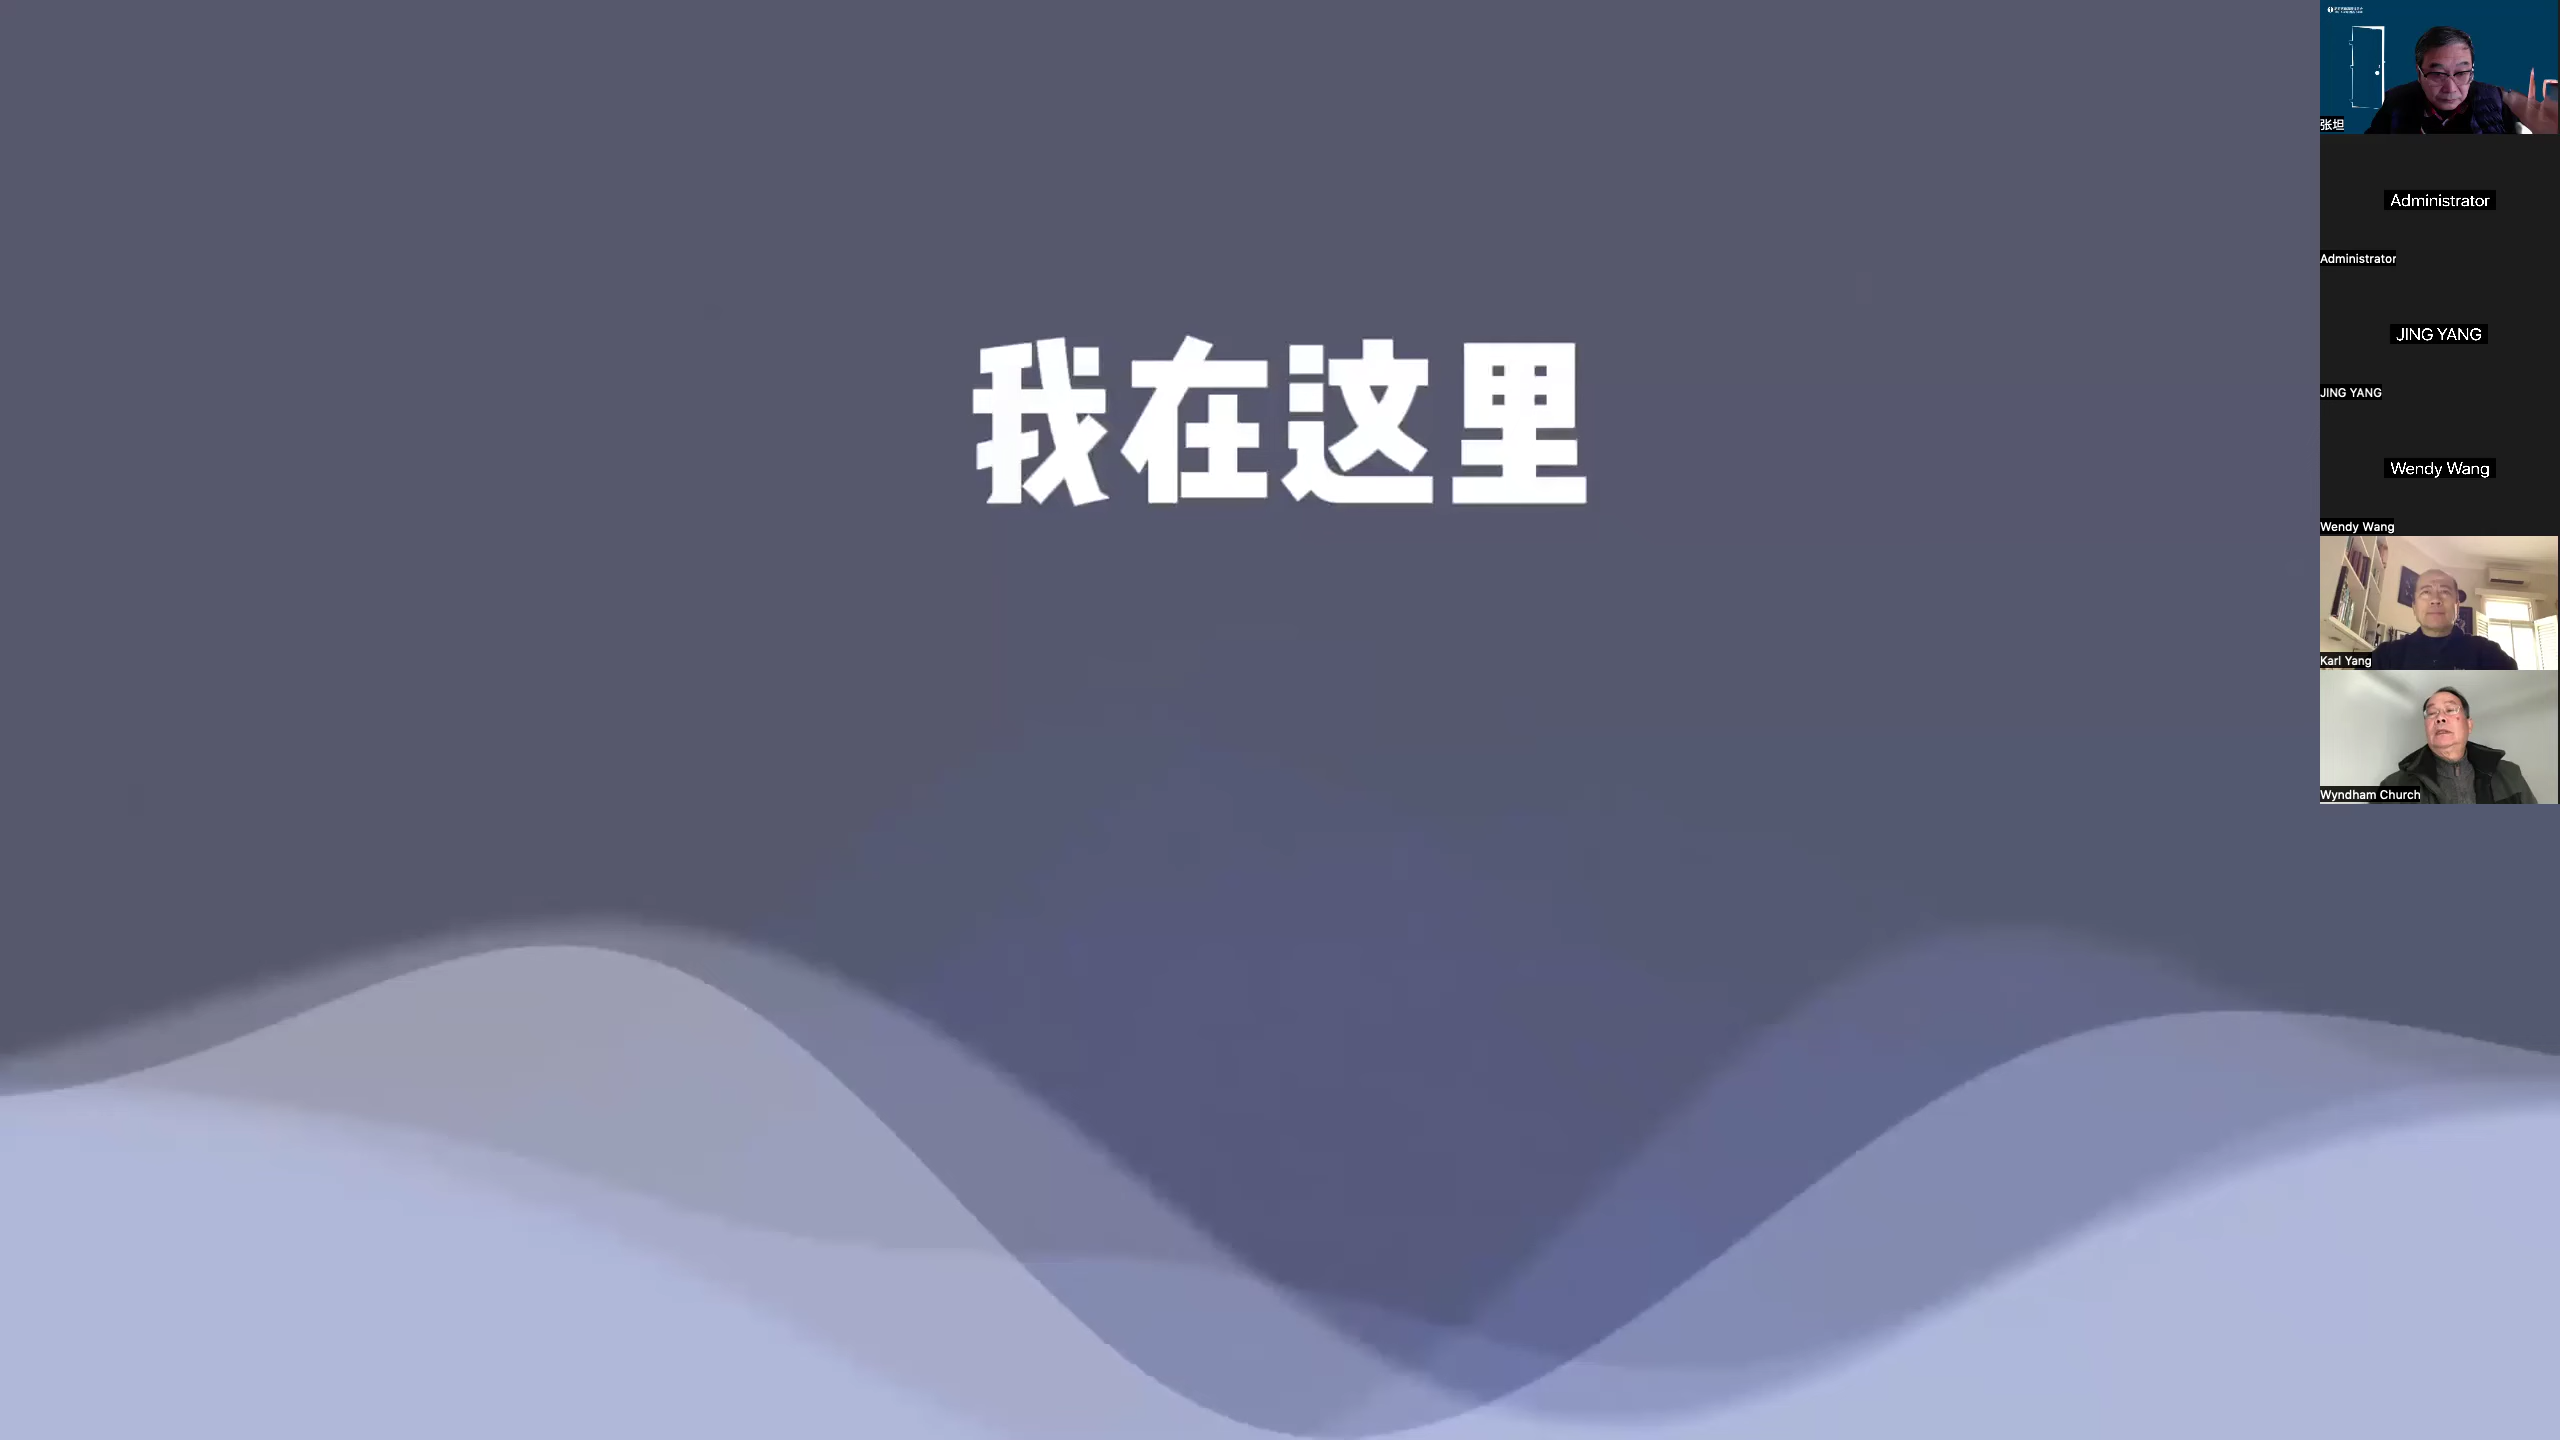 我在这里
张坦
Administrator
Administrator
JING YANG
JING YANG
Wendy Wang
Wendy Wang
Karl Yang
Wyndham Church